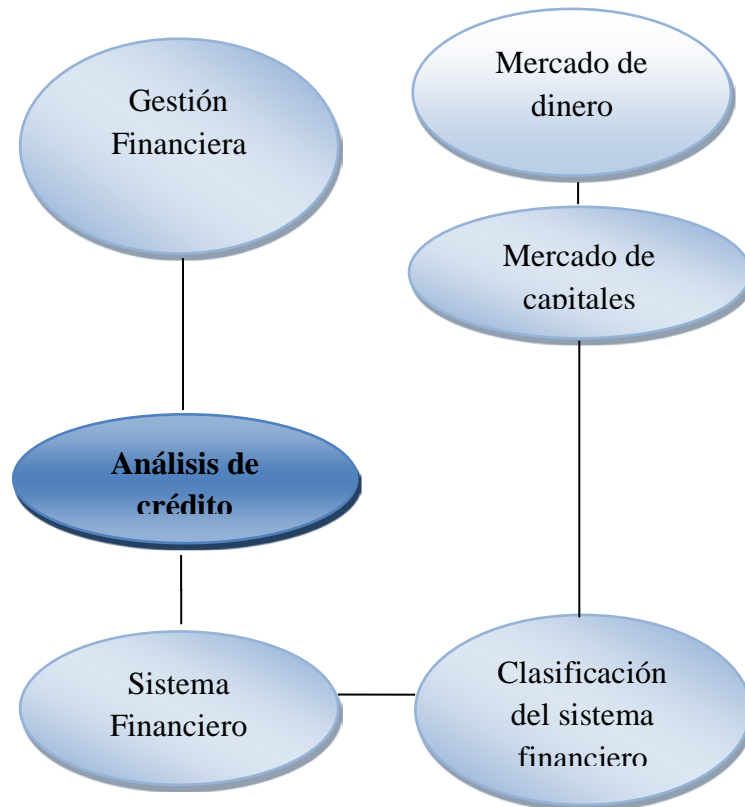 Gestión
Financiera
Mercado de
dinero
Mercado de
capitales
Análisis de
crédito
Sistema
Financiero
Clasificación
del sistema
financiero